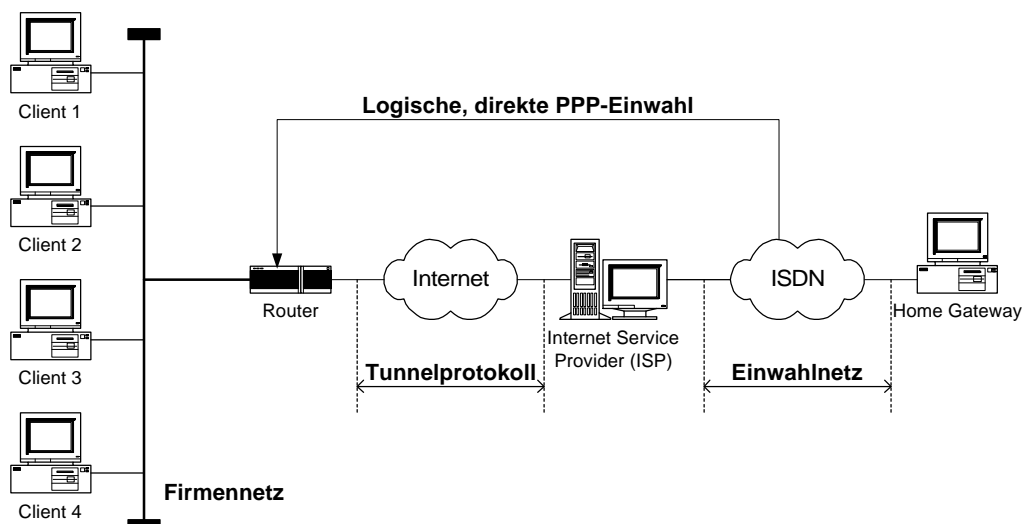 Client 1
Logische, direkte PPP-Einwahl
Client 2
Internet
ISDN
Router
Internet Service
Provider (ISP)
Home Gateway
Client 3
Tunnelprotokoll
Einwahlnetz
Firmennetz
Client 4